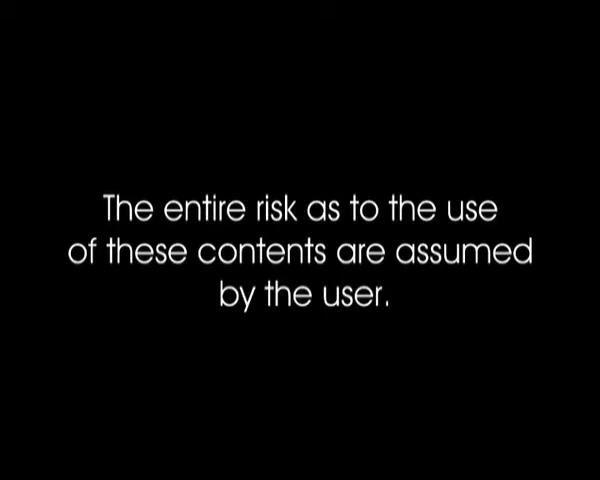 The entire risk as to the use
of these contents are assumed
by the user.